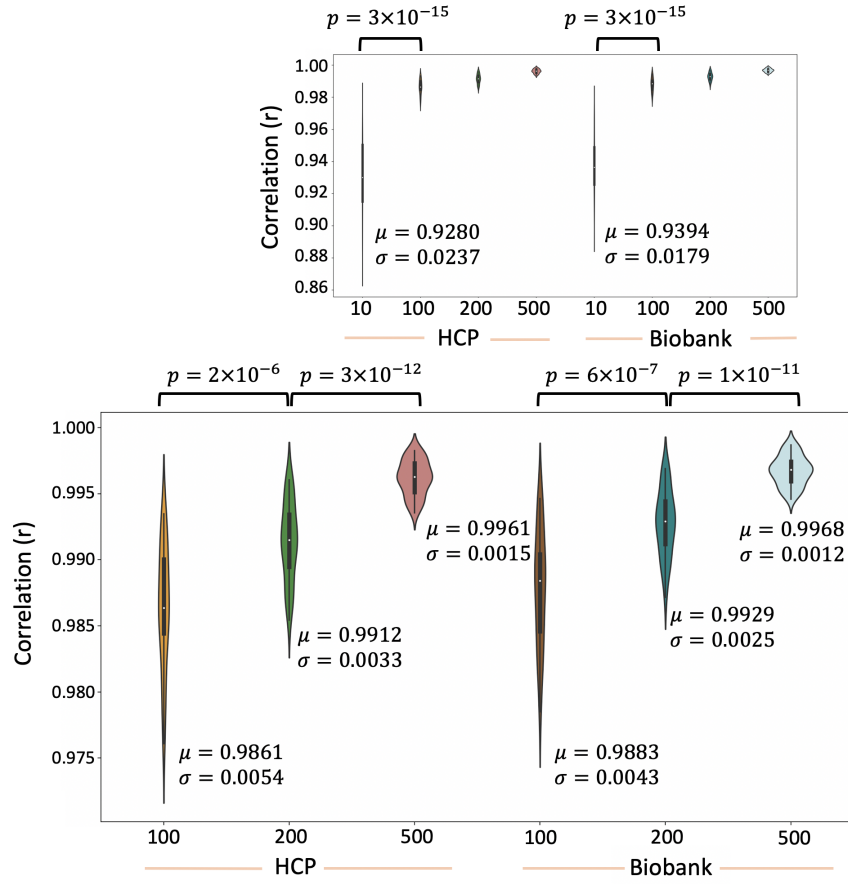 p = 3×10⁻¹⁵ p = 3×10⁻¹⁵
Correlation (r)
1.00
0.98
0.96
0.94
0.92
0.90
0.88
0.86
μ = 0.9280
σ = 0.0237
μ = 0.9394
σ = 0.0179
10 100 200 500 10 100 200 500
HCP Biobank
p = 2×10⁻⁶ p = 3×10⁻¹² p = 6×10⁻⁷ p = 1×10⁻¹¹
Correlation (r)
1.000
0.995
0.990
0.985
0.980
0.975
μ = 0.9861
σ = 0.0054
μ = 0.9912
σ = 0.0033
μ = 0.9961
σ = 0.0015
μ = 0.9883
σ = 0.0043
μ = 0.9929
σ = 0.0025
μ = 0.9968
σ = 0.0012
100 200 500 100 200 500
HCP Biobank